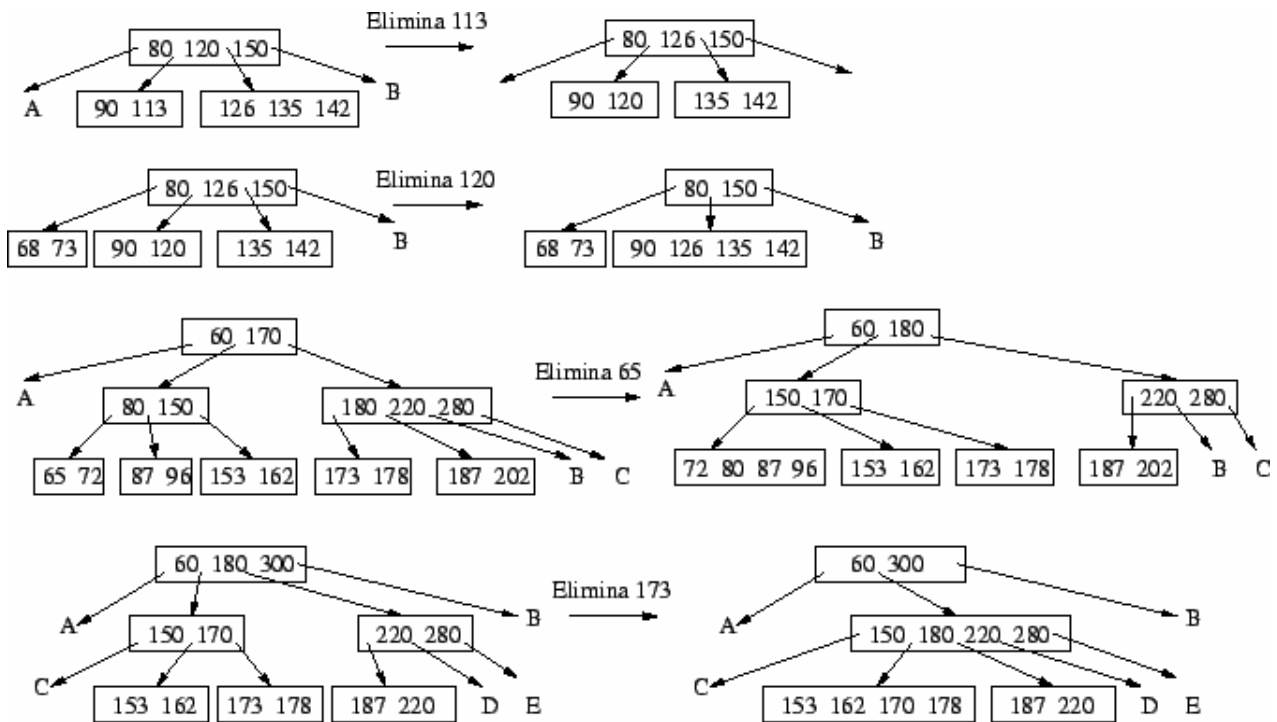 Elimina 113
80 120 150
80 126 150
A
90 113
126 135 142
B
90 120
135 142
Elimina 120
80 126 150
80 150
68 73
90 120
135 142
B
68 73
90 126 135 142
B
60 170
60 180
Elimina 65
A
80 150
180 220 280
A
150 170
220 280
65 72
87 96
153 162
173 178
187 202
B
C
72 80 87 96
153 162
173 178
187 202
B
C
60 180 300
60 300
Elimina 173
A
150 170
220 280
B
A
150 180 220 280
B
C
153 162
173 178
187 220
D
E
C
153 162 170 178
187 220
D
E